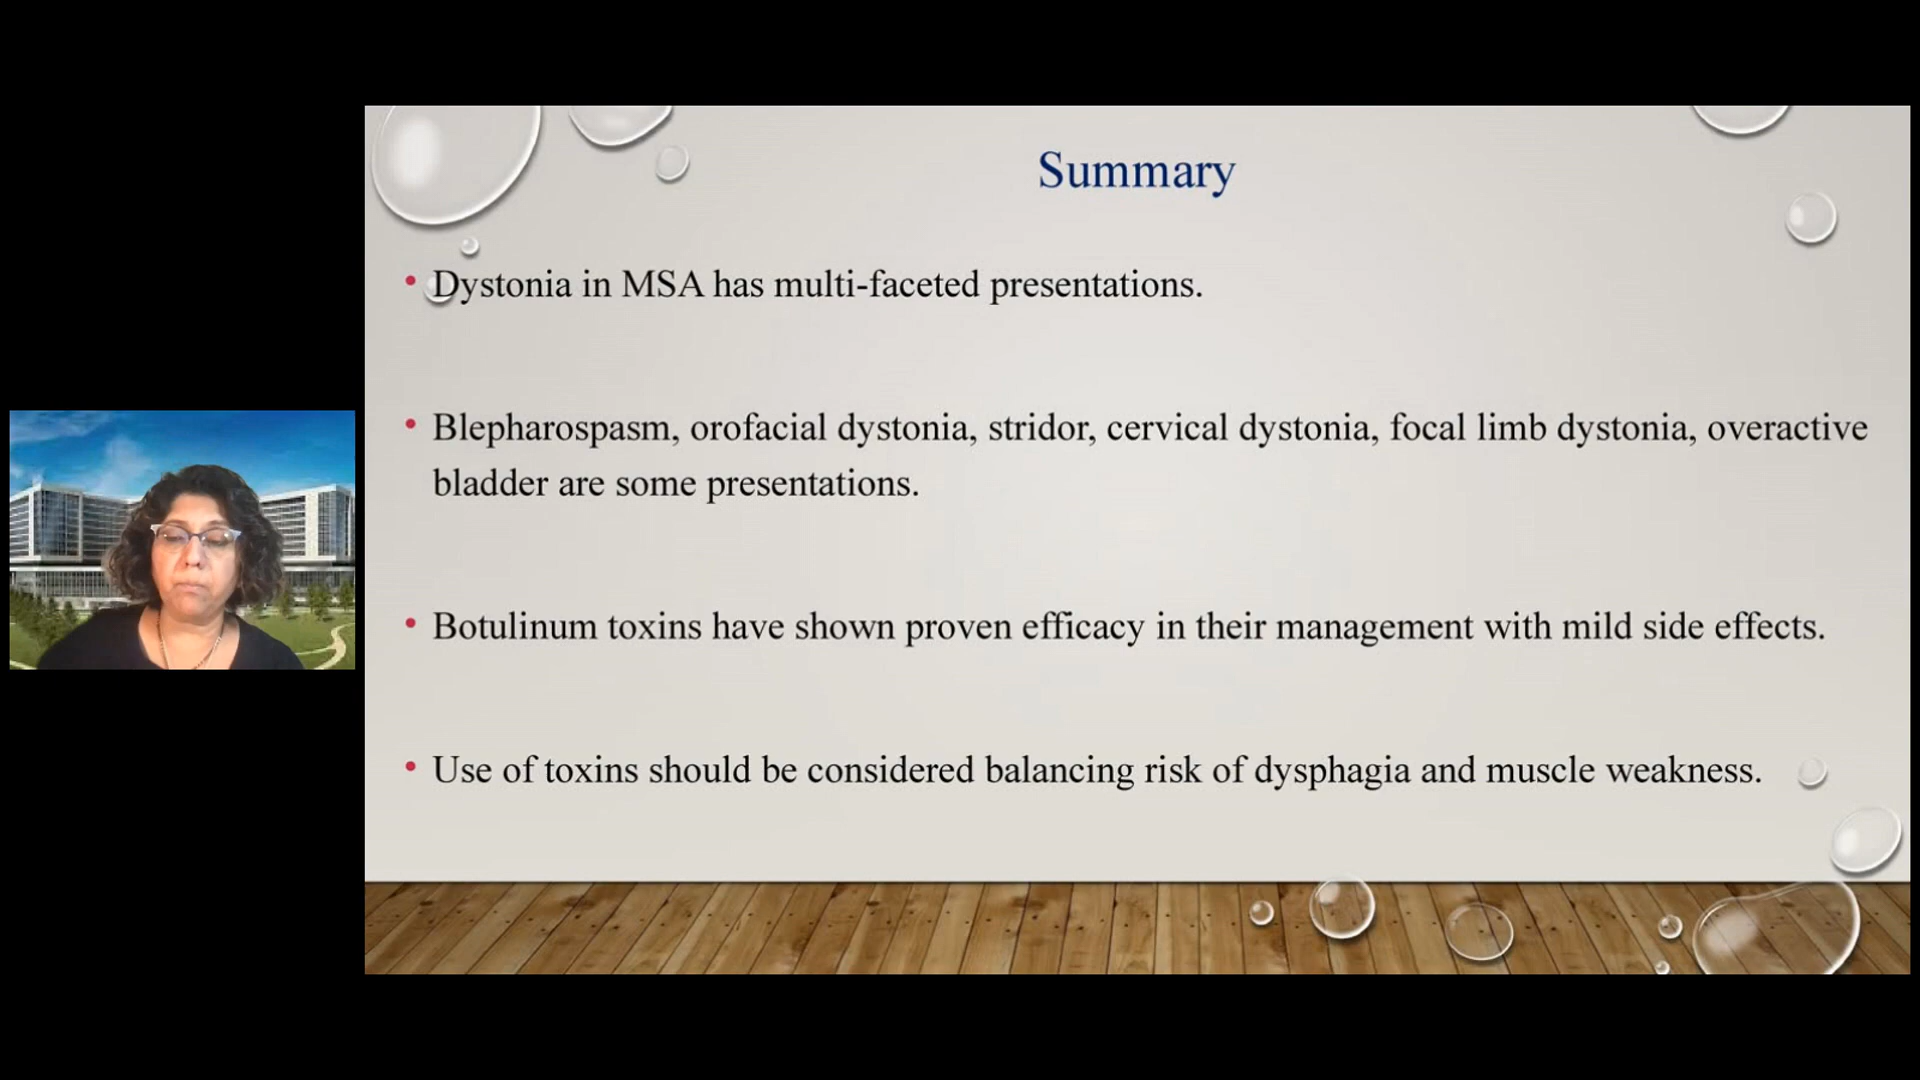 Summary
• Dystonia in MSA has multi-faceted presentations.
• Blepharospasm, orofacial dystonia, stridor, cervical dystonia, focal limb dystonia, overactive
bladder are some presentations.
• Botulinum toxins have shown proven efficacy in their management with mild side effects.
• Use of toxins should be considered balancing risk of dysphagia and muscle weakness.